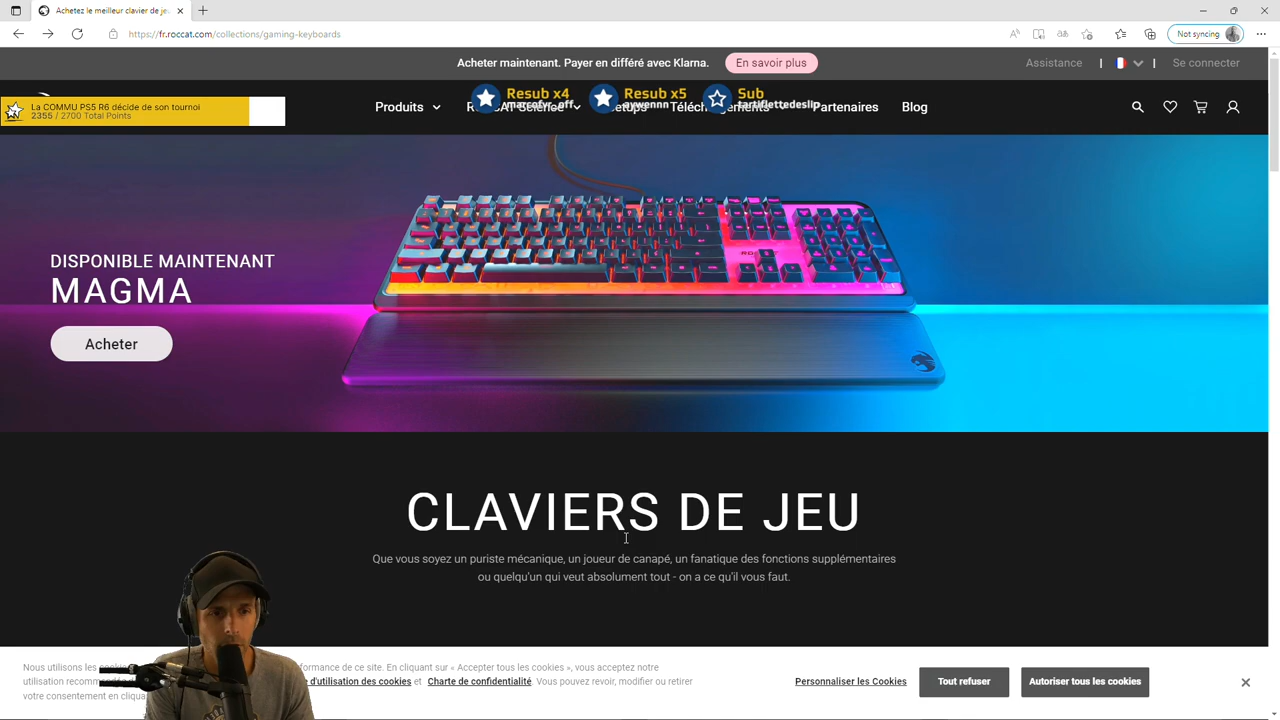 Achetez le meilleur clavier de je
Not syncing
https://fr.roccat.com/collections/gaming-keyboards
Acheter maintenant. Payer en différé avec Klarna.
En savoir plus
Assistance
Se connecter
La COMMU PS5 R6 décide de son tournoi
2355 / 2700 Total Points
Resub x4
Resub x5
Sub
tartiflettedeslip
Produits
Partenaires
Blog
DISPONIBLE MAINTENANT
MAGMA
Acheter
CLAVIERS DE JEU
Que vous soyez un puriste mécanique, un joueur de canapé, un fanatique des fonctions supplémentaires
ou quelqu'un qui veut absolument tout - on a ce qu'il vous faut.
Nous utilisons les formance de ce site. En cliquant sur « Accepter tous les cookies », vous acceptez notre
utilisation d'utilisation des cookies et Charte de confidentialité. Vous pouvez revoir, modifier ou retirer
votre consentement en
Personnaliser les Cookies
Tout refuser
Autoriser tous les cookies